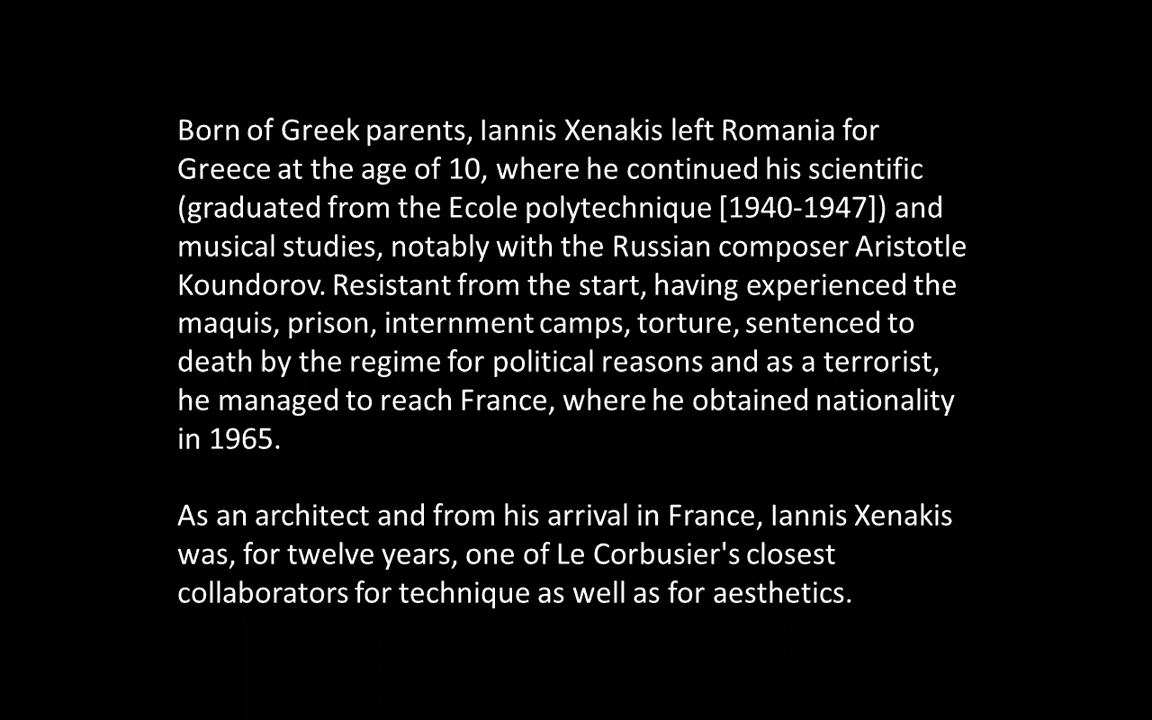 Born of Greek parents, Iannis Xenakis left Romania for
Greece at the age of 10, where he continued his scientific
(graduated from the Ecole polytechnique [1940-1947]) and
musical studies, notably with the Russian composer Aristotle
Koundorov. Resistant from the start, having experienced the
maquis, prison, internment camps, torture, sentenced to
death by the regime for political reasons and as a terrorist,
he managed to reach France, where he obtained nationality
in 1965.
As an architect and from his arrival in France, Iannis Xenakis
was, for twelve years, one of Le Corbusier's closest
collaborators for technique as well as for aesthetics.